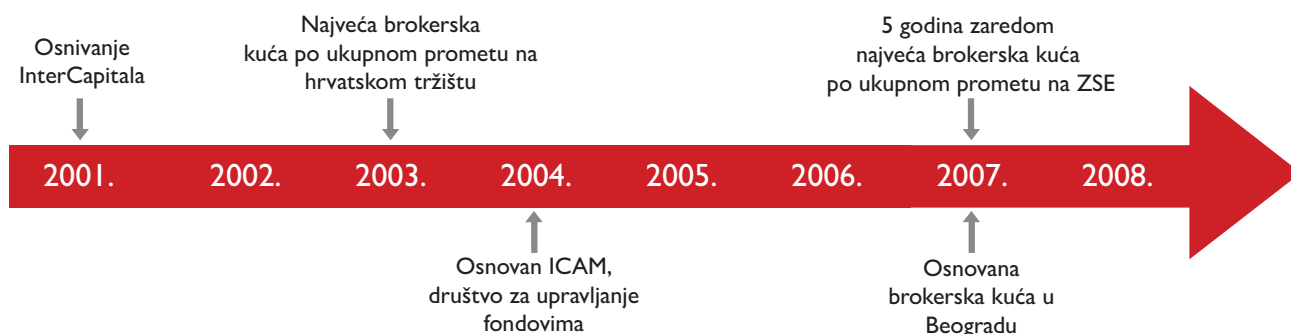 Osnivanje
InterCapitala
Najveća brokerska
kuća po ukupnom prometu na
hrvatskom tržištu
5 godina zaredom
najveća brokerska kuća
po ukupnom prometu na ZSE
2001. 2002. 2003. 2004. 2005. 2006. 2007. 2008.
Osnovan ICAM,
društvo za upravljanje
fondovima
Osnovana
brokerska kuća u
Beogradu